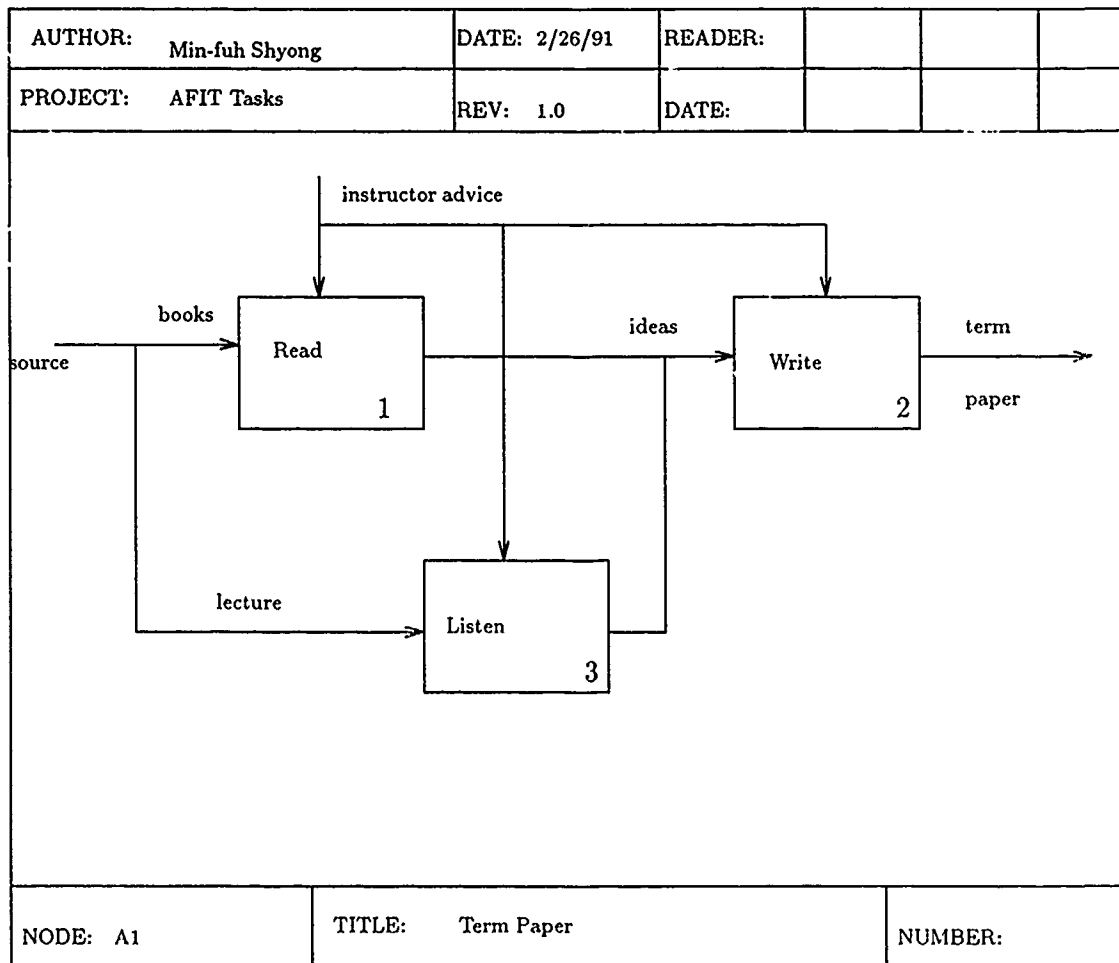 AUTHOR: Min-fuh Shyong DATE: 2/26/91 READER:
PROJECT: AFIT Tasks REV: 1.0 DATE:
instructor advice
books ideas term
source Read Write
1 2 paper
lecture
Listen
3
NODE: A1 TITLE: Term Paper NUMBER: